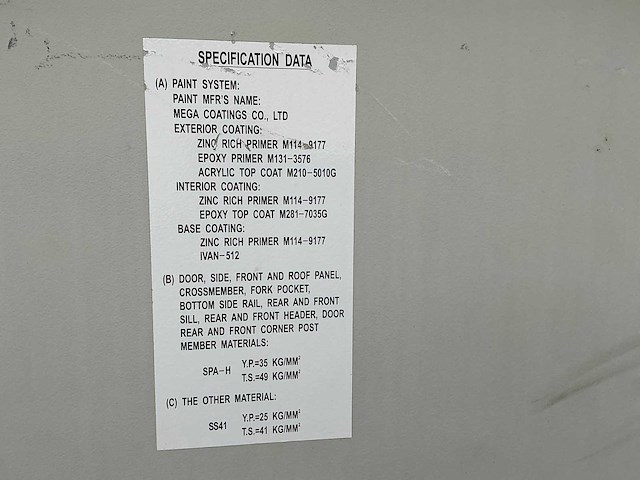 SPECIFICATION DATA
(A) PAINT SYSTEM:
PAINT MFR'S NAME:
MEGA COATINGS CO., LTD
EXTERIOR COATING:
ZINC RICH PRIMER M114-9177
EPOXY PRIMER M131-3576
ACRYLIC TOP COAT M210-5010G
INTERIOR COATING:
ZINC RICH PRIMER M114-9177
EPOXY TOP COAT M281-7035G
BASE COATING:
ZINC RICH PRIMER M114-9177
IVAN-512
(B) DOOR, SIDE, FRONT AND ROOF PANEL,
CROSSMEMBER, FORK POCKET,
BOTTOM SIDE RAIL, REAR AND FRONT
SILL, REAR AND FRONT HEADER, DOOR
REAR AND FRONT CORNER POST
MEMBER MATERIALS:
SPA-H Y.P.=35 KG/MM²
T.S.=49 KG/MM²
(C) THE OTHER MATERIAL:
SS41 Y.P.=25 KG/MM²
T.S.=41 KG/MM²